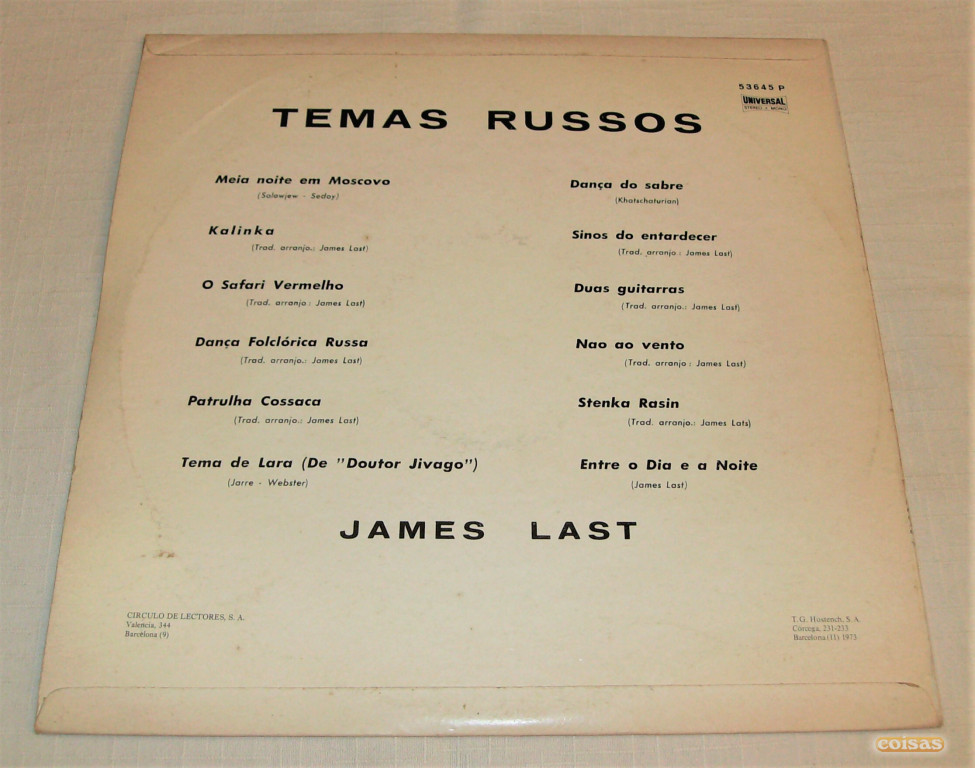 53645 P
UNIVERSAL
STEREO / MONO
TEMAS RUSSOS
Meia noite em Moscovo
(Solowjew - Sedoy)
Kalinka
(Trad. arranjo.: James Last)
O Safari Vermelho
(Trad. arranjo : James Last)
Dança Folclórica Russa
(Trad. arranjo.: James Last)
Patrulha Cossaca
(Trad. arranjo.: James Last)
Tema de Lara (De "Doutor Jivago")
(Jarre - Webster)
Dança do sabre
(Khatschaturian)
Sinos do entardecer
(Trad. arranjo.: James Last)
Duas guitarras
(Trad. arranjo.: James Last)
Nao ao vento
(Trad. arranjo : James Last)
Stenka Rasin
(Trad. arranjo.: James Lats)
Entre o Dia e a Noite
(James Last)
JAMES LAST
CIRCULO DE LECTORES, S. A.
Valencia, 344
Barcelona (9)
T. G. Hostench, S. A.
Córcega, 231-233
Barcelona (11) 1973
coisas